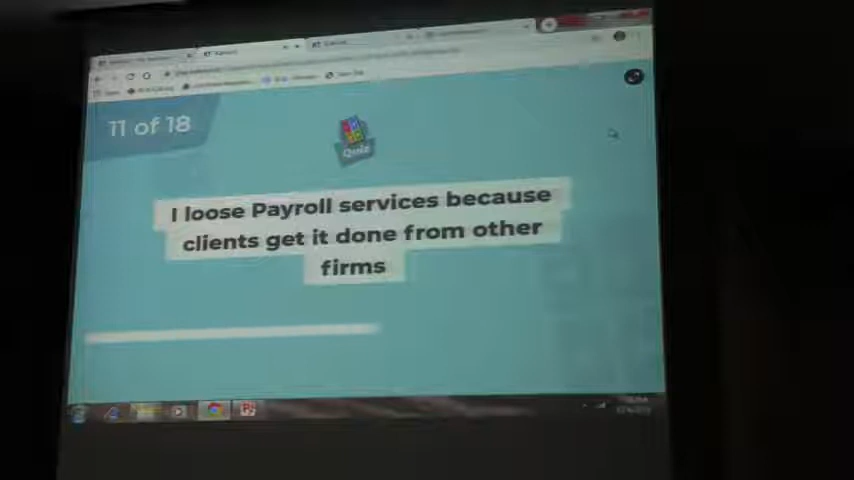 11 of 18
Quiz
I loose Payroll services because
clients get it done from other
firms